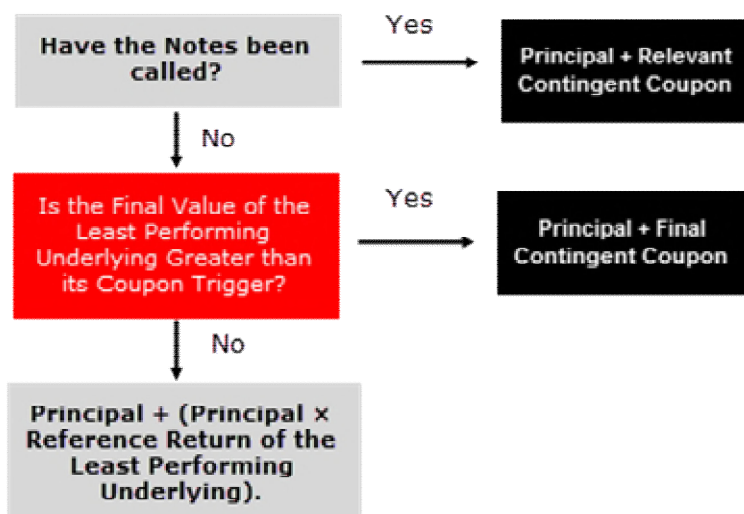 Have the Notes been
called?
Yes
Principal + Relevant
Contingent Coupon
No
Is the Final Value of the
Least Performing
Underlying Greater than
its Coupon Trigger?
Yes
Principal + Final
Contingent Coupon
No
Principal + (Principal ×
Reference Return of the
Least Performing
Underlying).